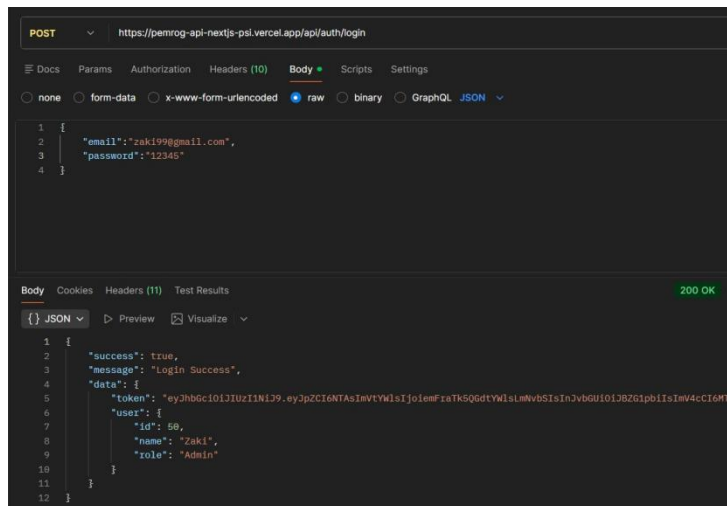 POST https://pemrog-api-nextjs-psi.vercel.app/api/auth/login
Docs Params Authorization Headers (10) Body Scripts Settings
none form-data x-www-form-urlencoded raw binary GraphQL JSON
1 {
2 "email":"zaki99@gmail.com",
3 "password":"12345"
4 }
Body Cookies Headers (11) Test Results 200 OK
{} JSON Preview Visualize
1 {
2 "success": true,
3 "message": "Login Success",
4 "data": {
5 "token": "eyJhbGciOiJIUzI1NiJ9.eyJpZCI6NTAsImVtYWlsIjoiemFraTk5QGdtYWlsLmNvbSIsInJvbGUiOiJBZG1pbiIsImV4cCI6MT
6 "user": {
7 "id": 50,
8 "name": "Zaki",
9 "role": "Admin"
10 }
11 }
12 }